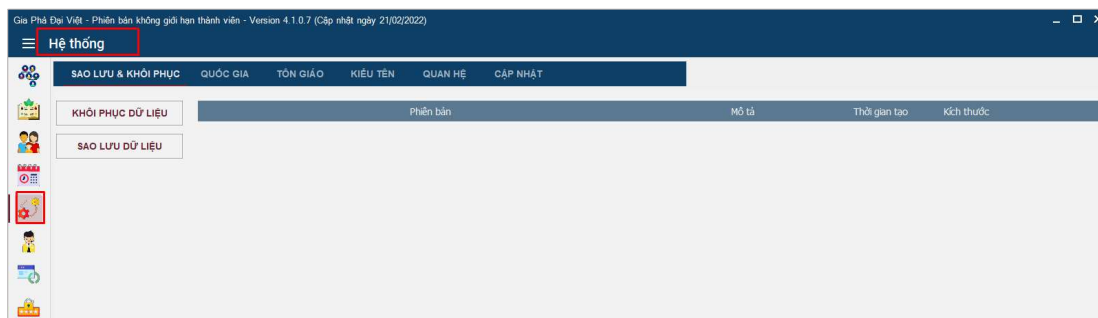 Gia Phả Đại Việt - Phiên bản không giới hạn thành viên - Version 4.1.0.7 (Cập nhật ngày 21/02/2022)
Hệ thống
SAO LƯU & KHÔI PHỤC QUỐC GIA TÔN GIÁO KIỂU TÊN QUAN HỆ CẬP NHẬT
KHÔI PHỤC DỮ LIỆU Phiên bản Mô tả Thời gian tạo Kích thước
SAO LƯU DỮ LIỆU